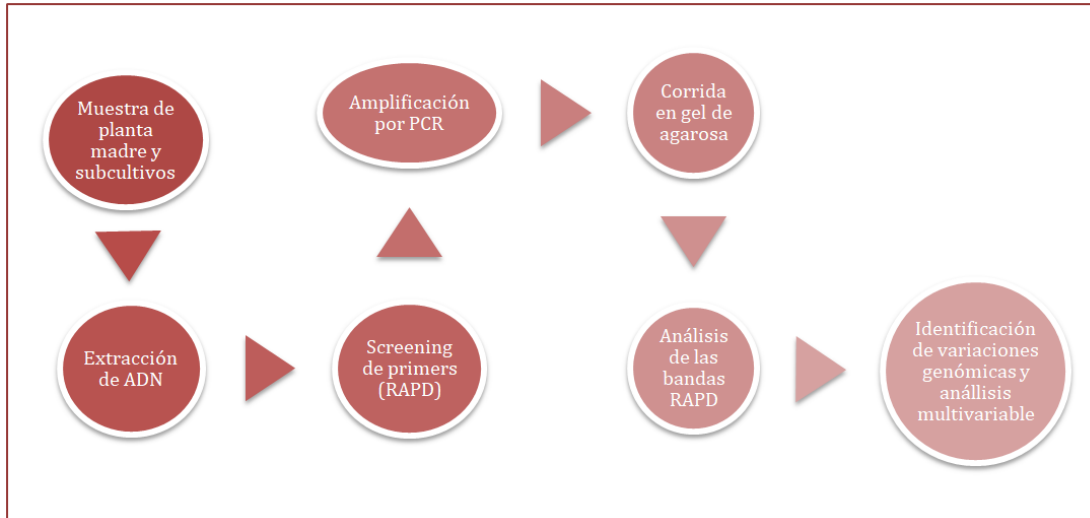 Muestra de
planta
madre y
subcultivos
Extracción
de ADN
Screening
de primers
(RAPD)
Amplificación
por PCR
Corrida
en gel de
agarosa
Análisis
de las
bandas
RAPD
Identificación
de variaciones
genómicas y
anállisis
multivariable